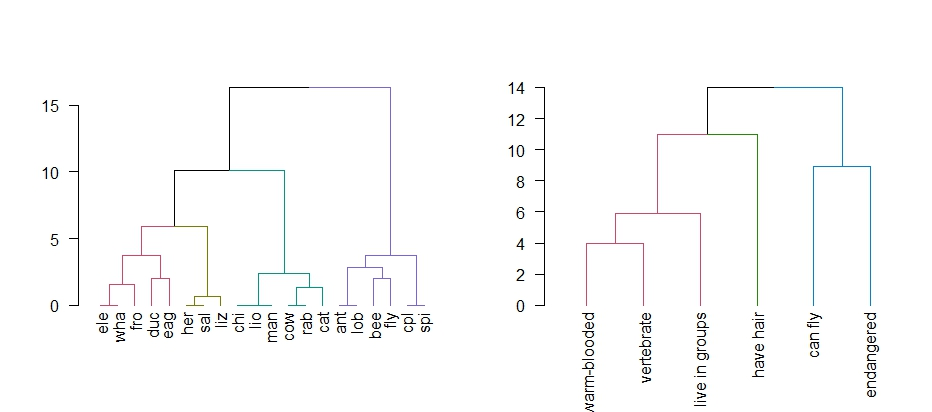 15
10
5
0
ele
wha
fro
duc
eag
her
sal
liz
chi
lio
man
cow
rab
cat
ant
lob
bee
fly
cpl
spi
14
12
10
8
6
4
2
0
warm-blooded
vertebrate
live in groups
have hair
can fly
endangered